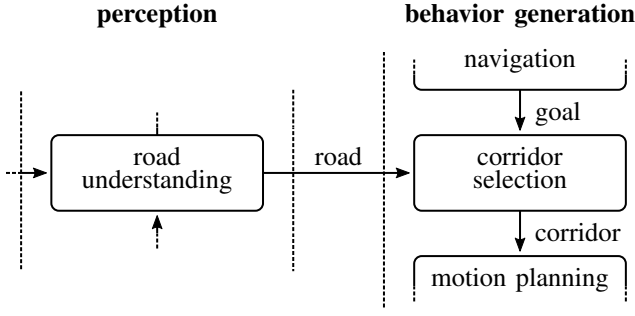 perception
behavior generation
navigation
goal
road
understanding
road
corridor
selection
corridor
motion planning